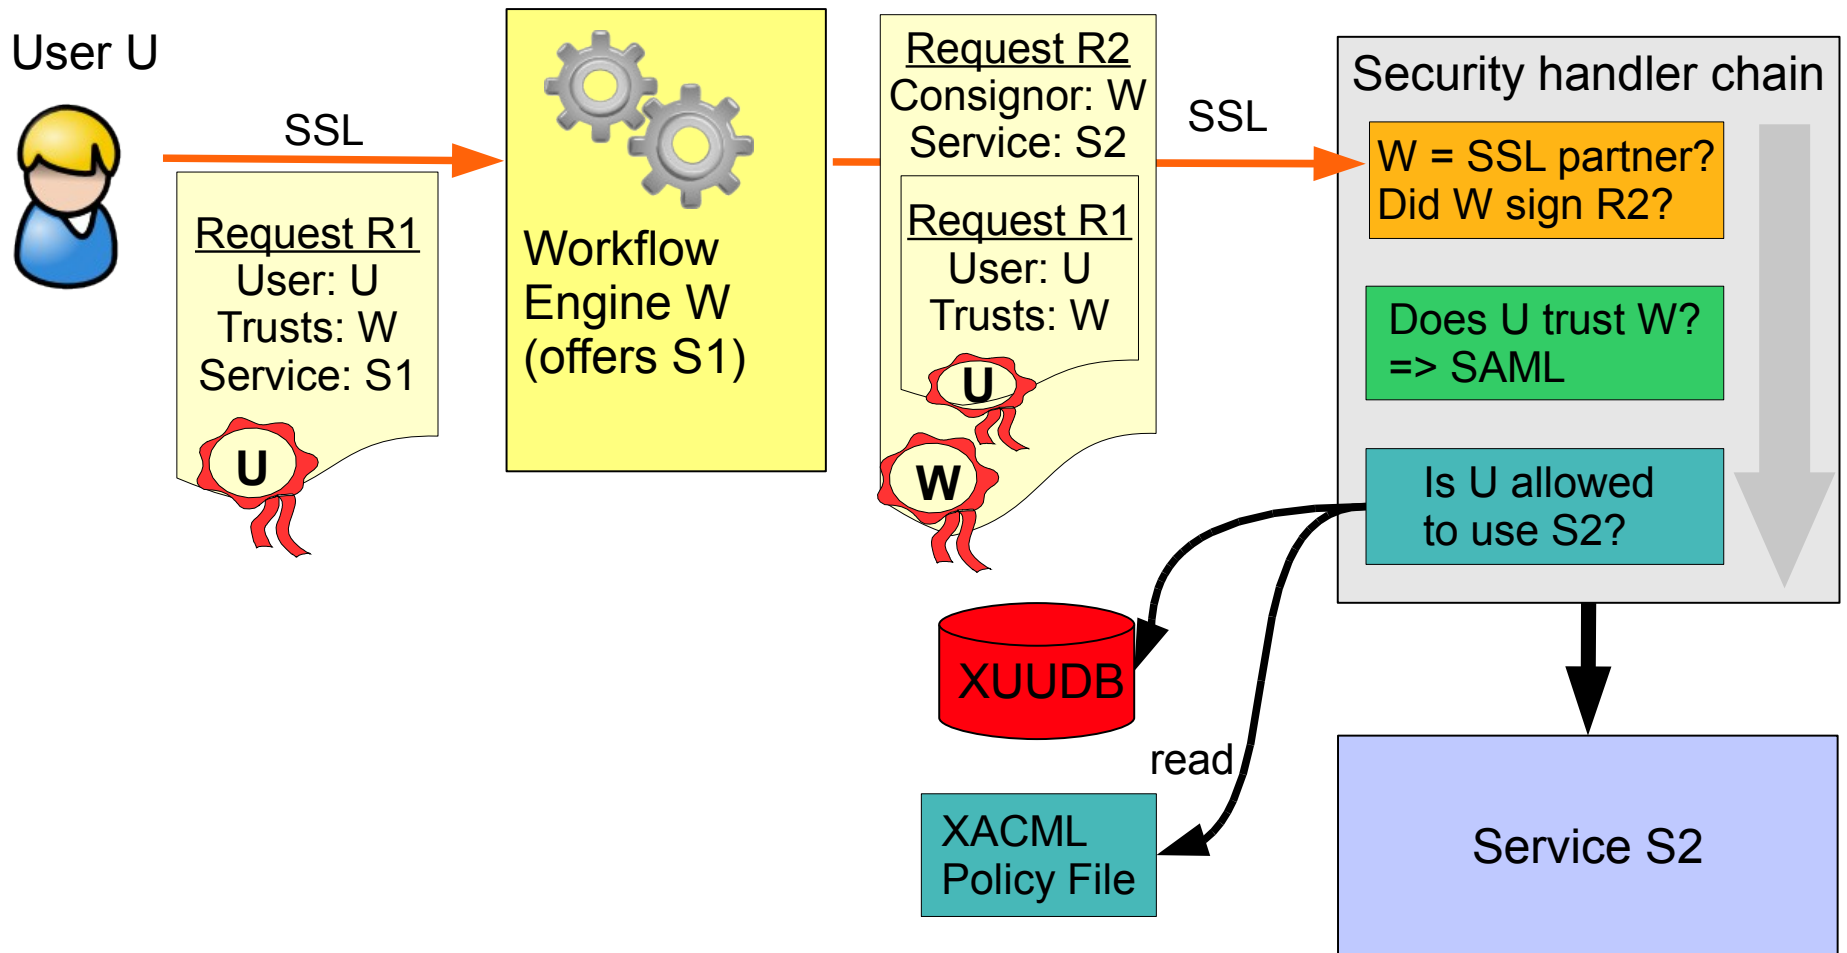 User U
SSL
Request R1
User: U
Trusts: W
Service: S1
U
Workflow
Engine W
(offers S1)
Request R2
Consignor: W
Service: S2
Request R1
User: U
Trusts: W
U
W
SSL
Security handler chain
W = SSL partner?
Did W sign R2?
Does U trust W?
=> SAML
Is U allowed
to use S2?
XUUDB
read
XACML
Policy File
Service S2